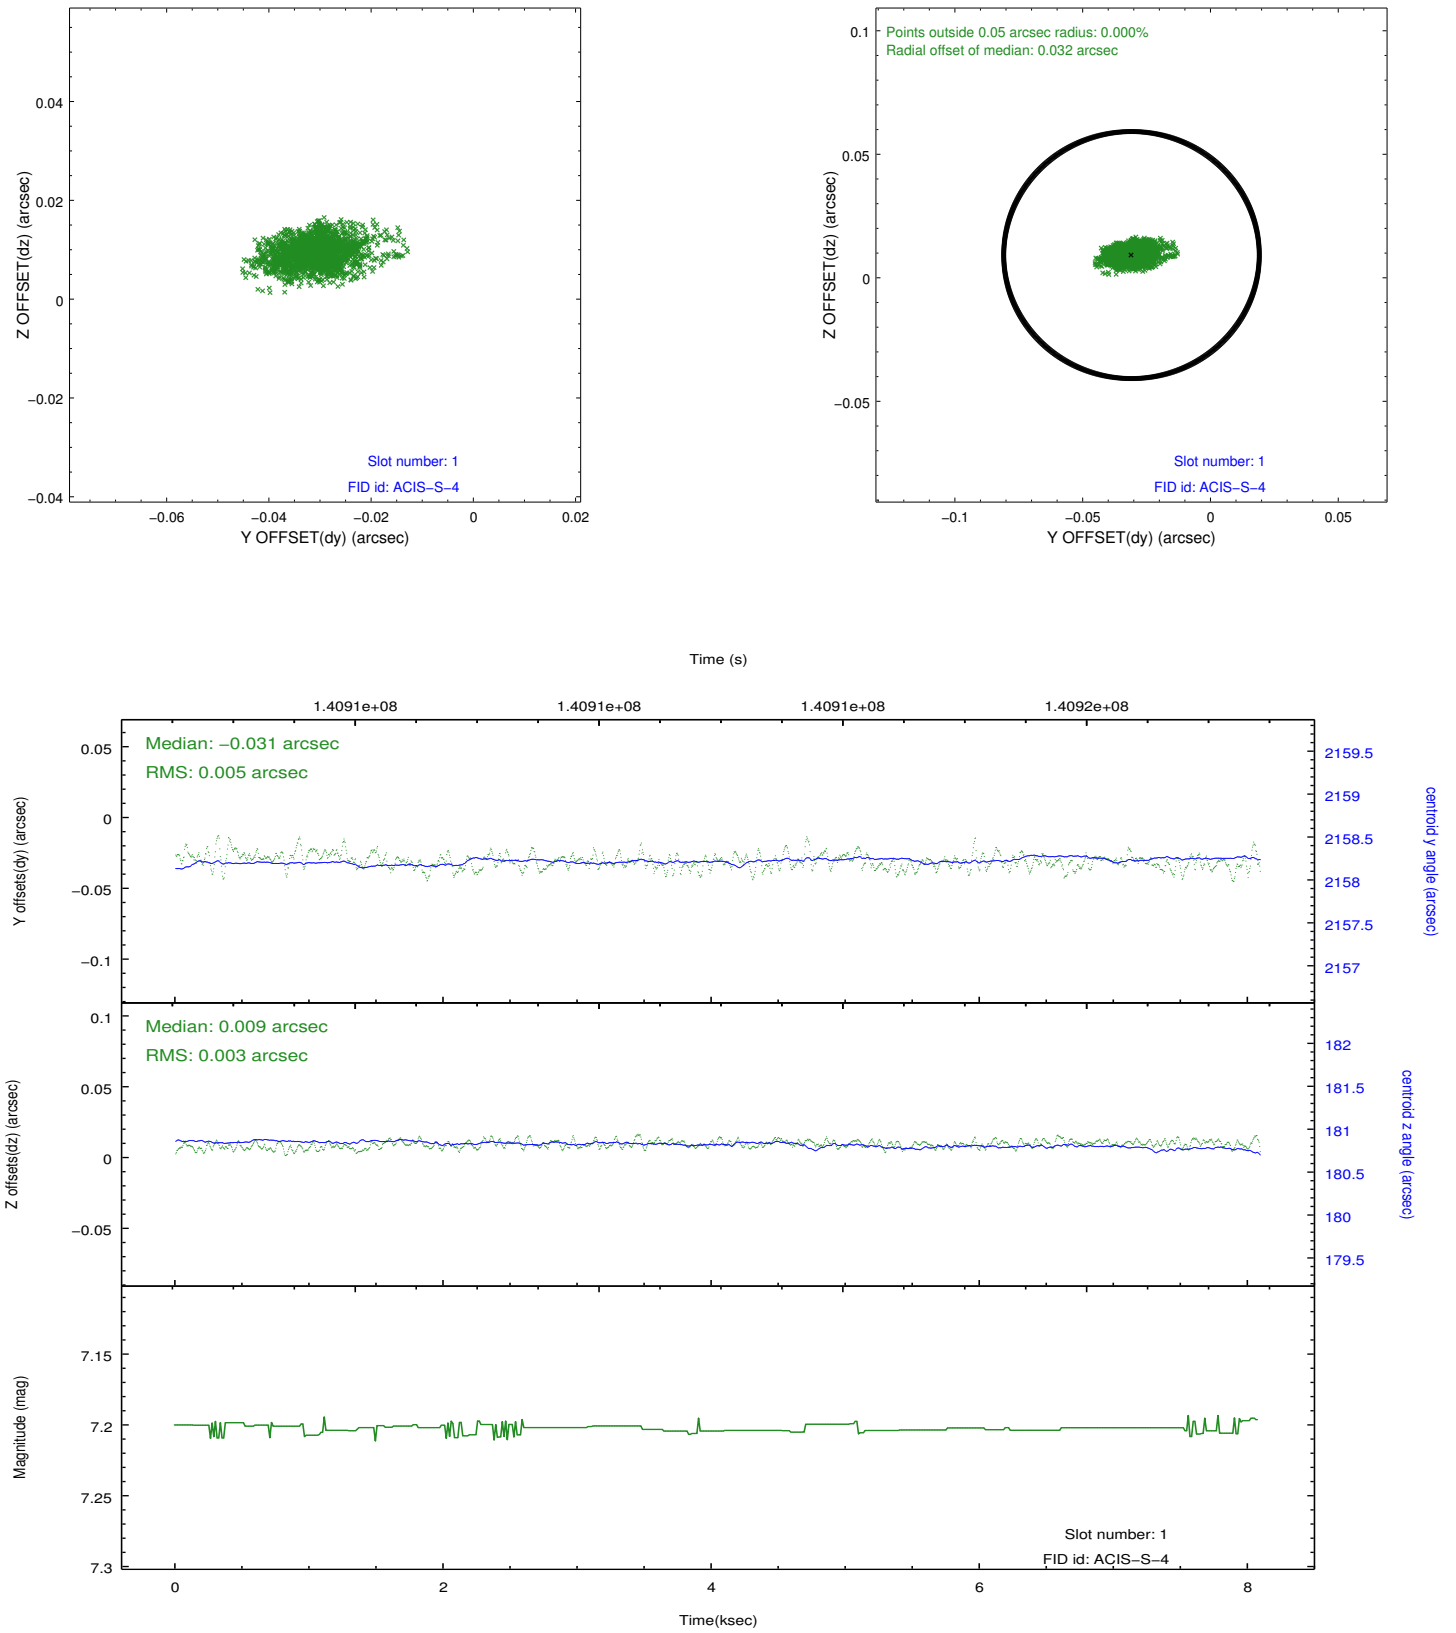 0.04
0.02
0
−0.02
−0.04
Z OFFSET(dz) (arcsec)
Slot number: 1
FID id: ACIS−S−4
−0.06
−0.04
−0.02
0
0.02
Y OFFSET(dy) (arcsec)
Points outside 0.05 arcsec radius: 0.000%
Radial offset of median: 0.032 arcsec
0.1
0.05
0
−0.05
Z OFFSET(dz) (arcsec)
Slot number: 1
FID id: ACIS−S−4
−0.1
−0.05
0
0.05
Y OFFSET(dy) (arcsec)
Time (s)
1.4091e+08
1.4091e+08
1.4091e+08
1.4092e+08
Median: −0.031 arcsec
RMS: 0.005 arcsec
0.05
0
−0.05
−0.1
Y offsets(dy) (arcsec)
2159.5
2159
2158.5
2158
2157.5
2157
centroid y angle (arcsec)
Median: 0.009 arcsec
RMS: 0.003 arcsec
0.1
0.05
0
−0.05
Z offsets(dz) (arcsec)
182
181.5
181
180.5
180
179.5
centroid z angle (arcsec)
7.15
7.2
7.25
7.3
Magnitude (mag)
Slot number: 1
FID id: ACIS−S−4
0
2
4
6
8
Time(ksec)